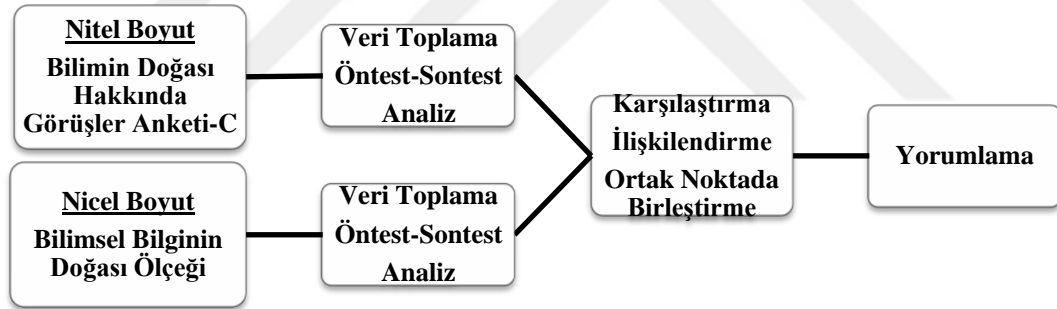 Nitel Boyut
Bilimin Doğası
Hakkında
Görüşler Anketi-C
Veri Toplama
Öntest-Sontest
Analiz
Nicel Boyut
Bilimsel Bilginin
Doğası Ölçeği
Veri Toplama
Öntest-Sontest
Analiz
Karşılaştırma
İlişkilendirme
Ortak Noktada
Birleştirme
Yorumlama